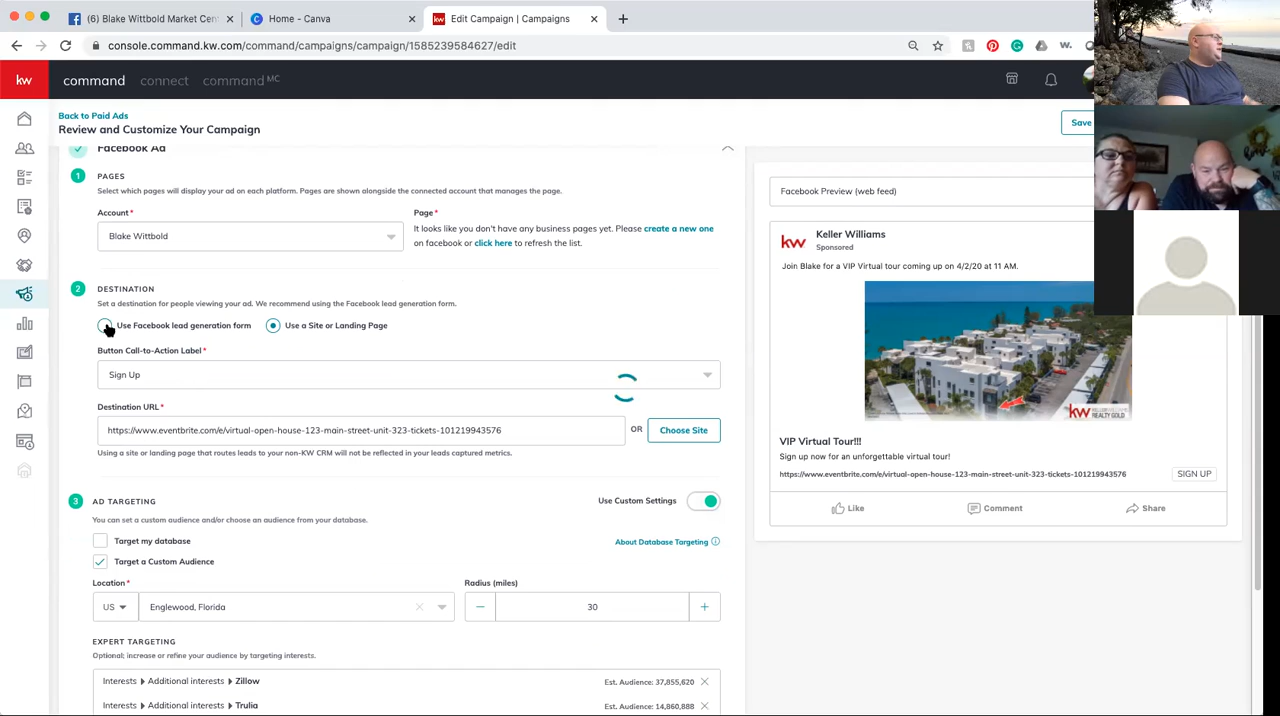 (6) Blake Wittbold Market Cen
Home - Canva
Edit Campaign | Campaigns
console.command.kw.com/command/campaigns/campaign/1585239584627/edit
kw
command
connect
command MC
Back to Paid Ads
Review and Customize Your Campaign
Save
Facebook Ad
1 PAGES
Select which pages will display your ad on each platform. Pages are shown alongside the connected account that manages the page.
Account*
Blake Wittbold
Page*
It looks like you don't have any business pages yet. Please create a new one
on facebook or click here to refresh the list.
2 DESTINATION
Set a destination for people viewing your ad. We recommend using the Facebook lead generation form.
Use Facebook lead generation form
Use a Site or Landing Page
Button Call-to-Action Label*
Sign Up
Destination URL*
https://www.eventbrite.com/e/virtual-open-house-123-main-street-unit-323-tickets-101219943576
OR
Choose Site
Using a site or landing page that routes leads to your non-KW CRM will not be reflected in your leads captured metrics.
3 AD TARGETING
Use Custom Settings
You can set a custom audience and/or choose an audience from your database.
Target my database
About Database Targeting
Target a Custom Audience
Location*
Radius (miles)
US
Englewood, Florida
30
EXPERT TARGETING
Optional; increase or refine your audience by targeting interests.
Interests Additional interests Zillow
Est. Audience: 37,855,620
Interests Additional interests Trulia
Est. Audience: 14,860,888
Facebook Preview (web feed)
kw
Keller Williams
Sponsored
Join Blake for a VIP Virtual tour coming up on 4/2/20 at 11 AM.
kw KELLERWILLIAMS
REALTY GOLD
VIP Virtual Tour!!!
Sign up now for an unforgettable virtual tour!
https://www.eventbrite.com/e/virtual-open-house-123-main-street-unit-323-tickets-101219943576
SIGN UP
Like
Comment
Share